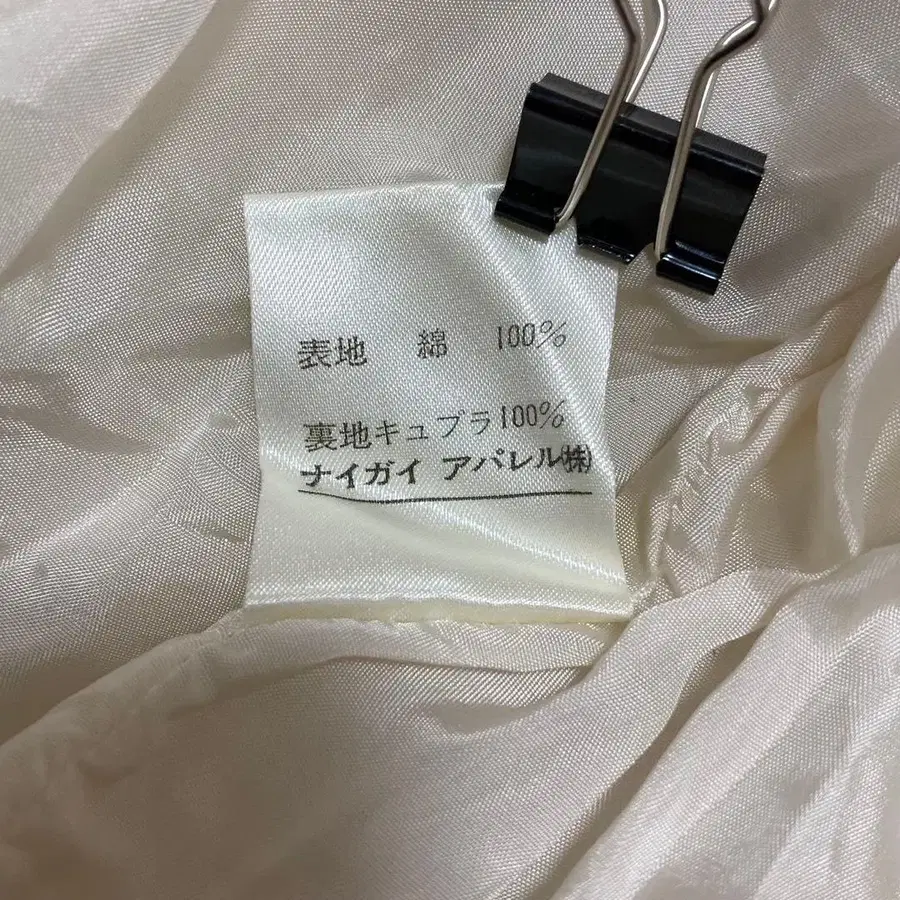 表地 綿 100%
裏地キュプラ100%
ナイガイ アパレル㈱